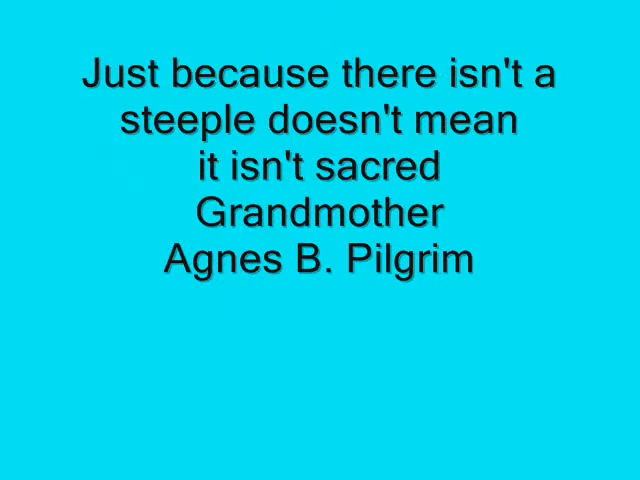 Just because there isn't a
steeple doesn't mean
it isn't sacred
Grandmother
Agnes B. Pilgrim